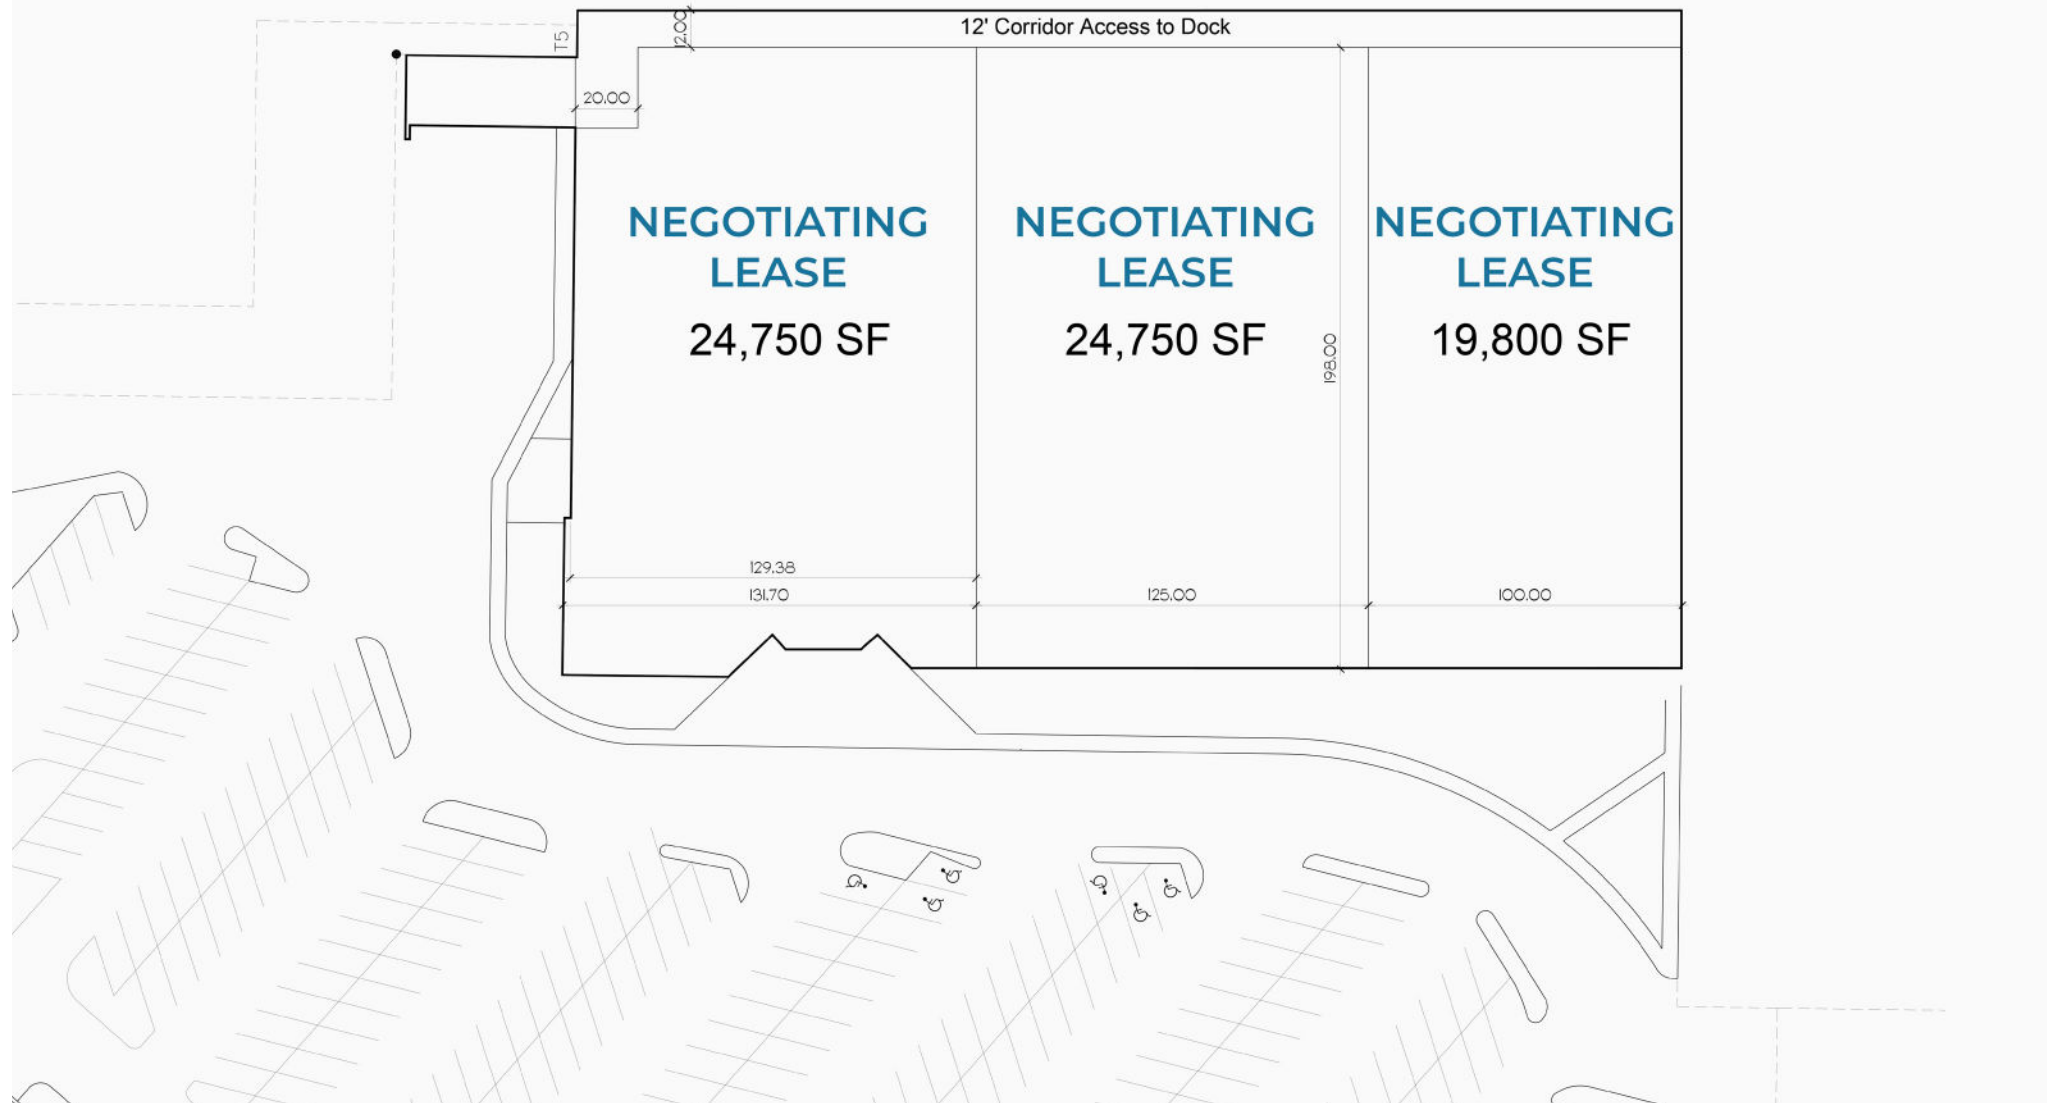 12' Corridor Access to Dock
12.00
T5
20.00
NEGOTIATING
LEASE
24,750 SF
NEGOTIATING
LEASE
24,750 SF
NEGOTIATING
LEASE
19,800 SF
198.00
129.38
131.70
125.00
100.00